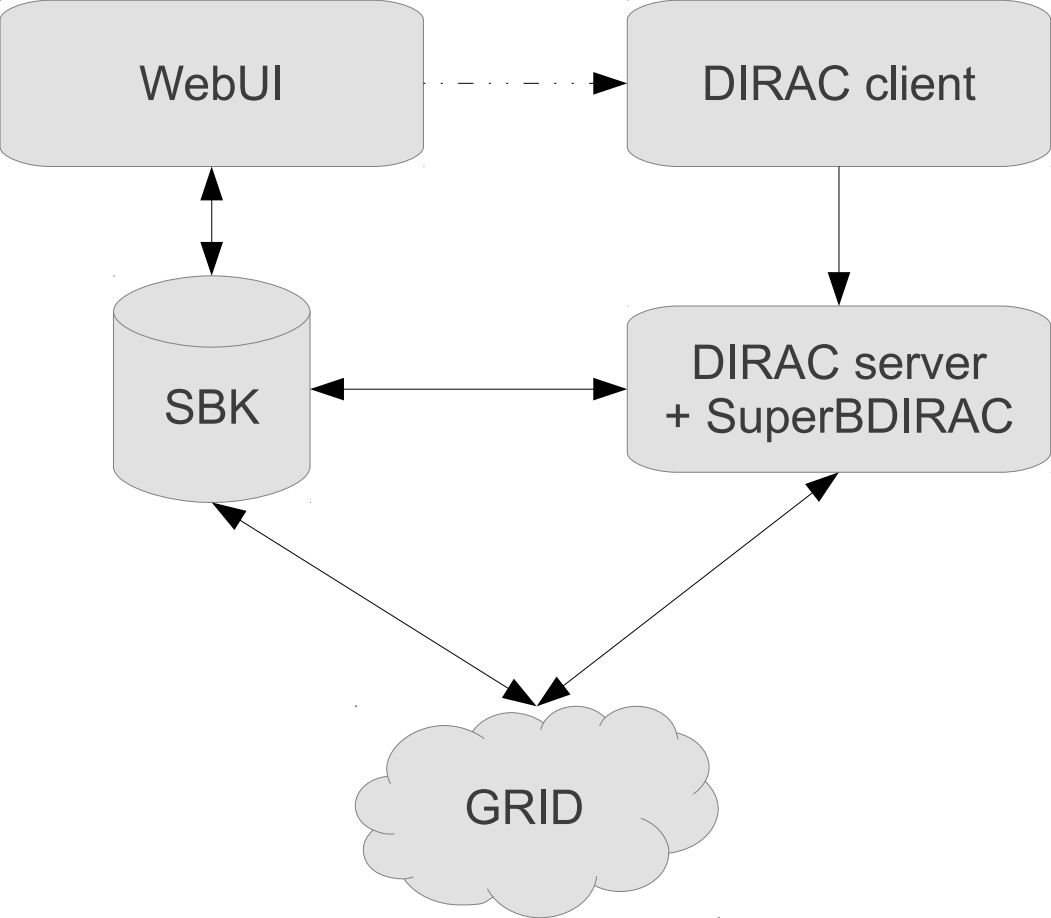 WebUI
DIRAC client
SBK
DIRAC server
+ SuperBDIRAC
GRID